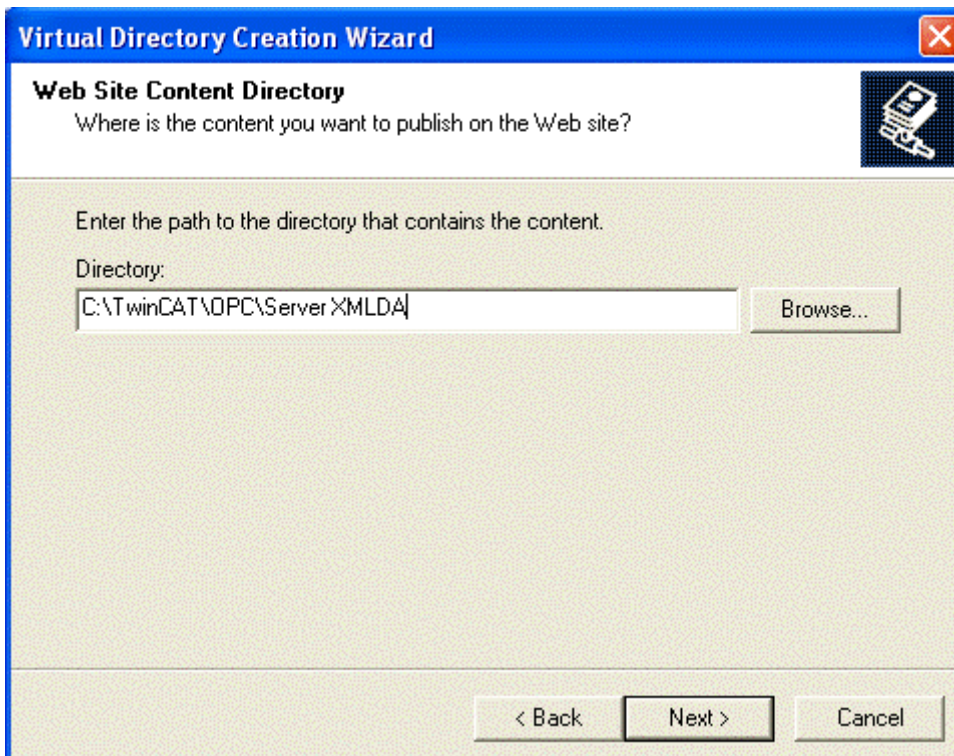 Virtual Directory Creation Wizard
Web Site Content Directory
Where is the content you want to publish on the Web site?
Enter the path to the directory that contains the content.
Directory:
C:\TwinCAT\OPC\Server XMLDA
Browse...
< Back
Next >
Cancel